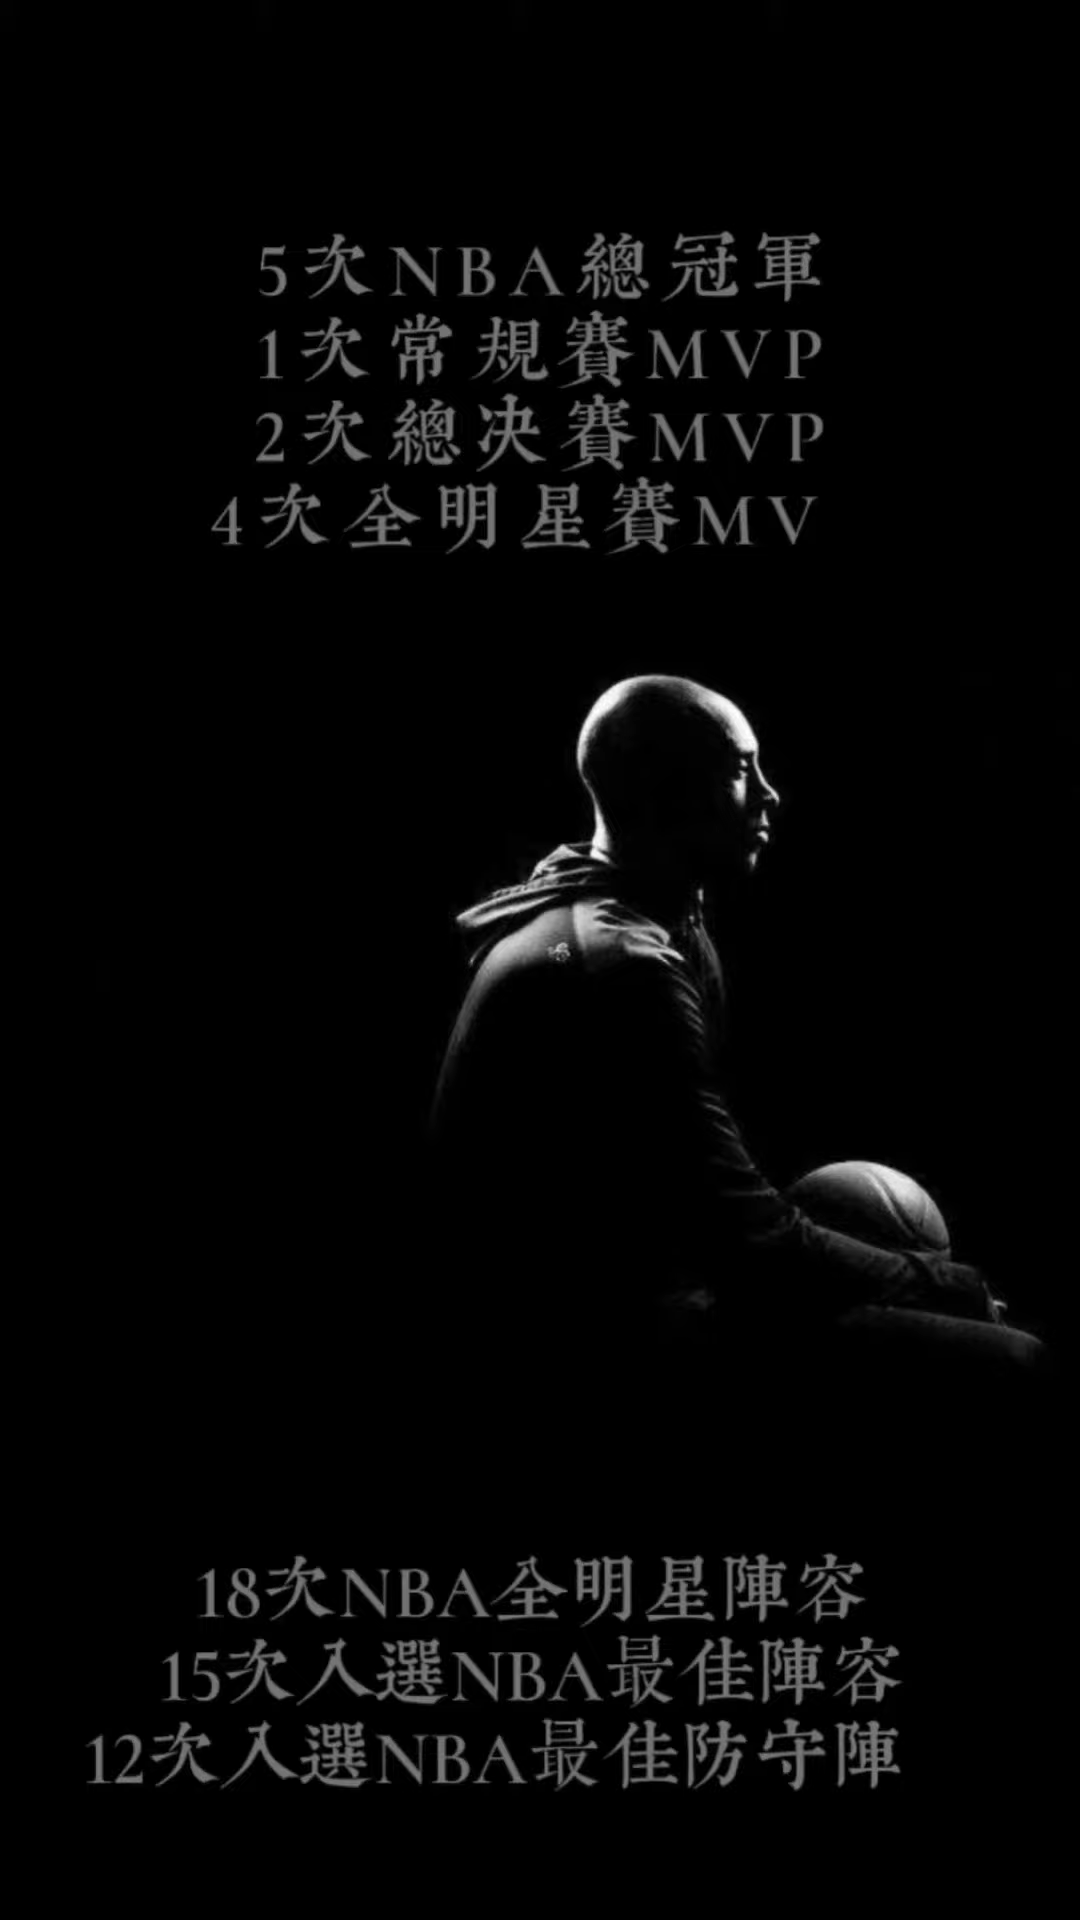 5次NBA總冠軍
1次常規賽MVP
2次總决賽MVP
4次全明星賽MV
18次NBA全明星陣容
15次入選NBA最佳陣容
12次入選NBA最佳防守陣